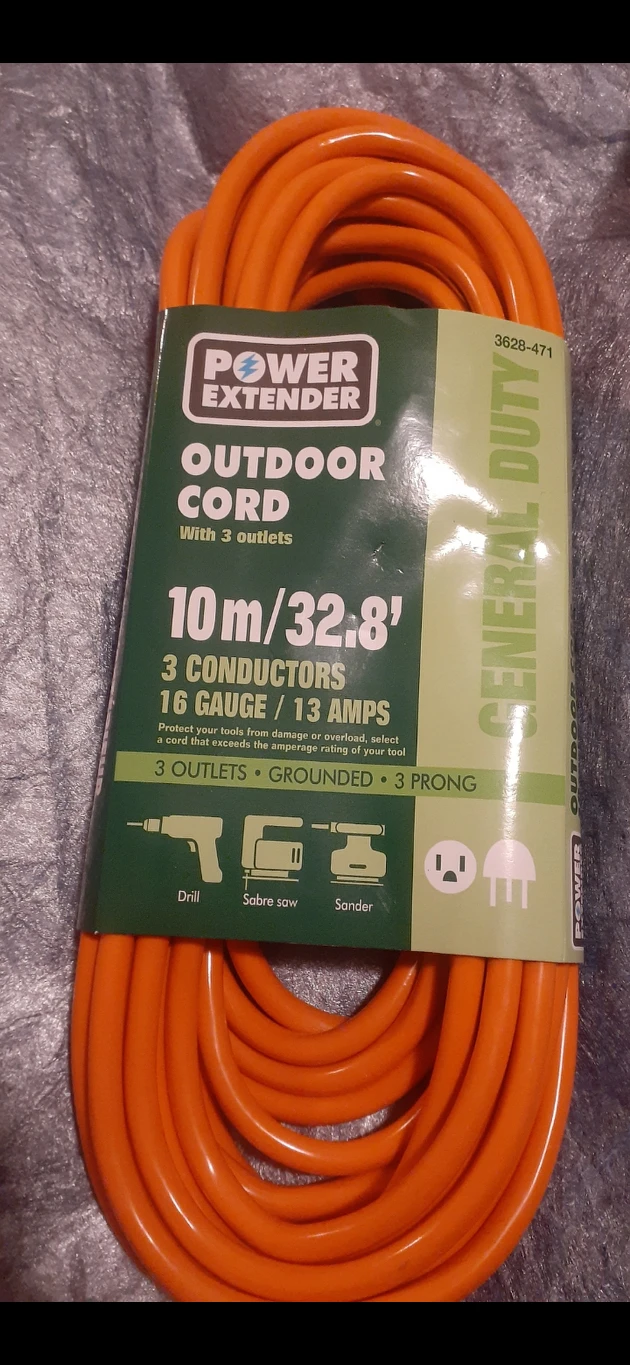 POWER
EXTENDER
3628-471
OUTDOOR
CORD
With 3 outlets
10m/32.8'
3 CONDUCTORS
16 GAUGE / 13 AMPS
Protect your tools from damage or overload, select
a cord that exceeds the amperage rating of your tool
3 OUTLETS • GROUNDED • 3 PRONG
Drill
Sabre saw
Sander
GENERAL DUTY
OUTDOOR
POWER